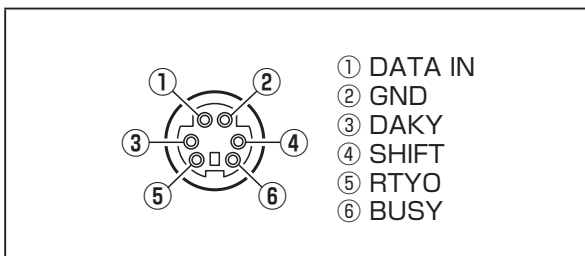 ① ②
③ ④
⑤ ⑥
① DATA IN
② GND
③ DAKY
④ SHIFT
⑤ RTYO
⑥ BUSY